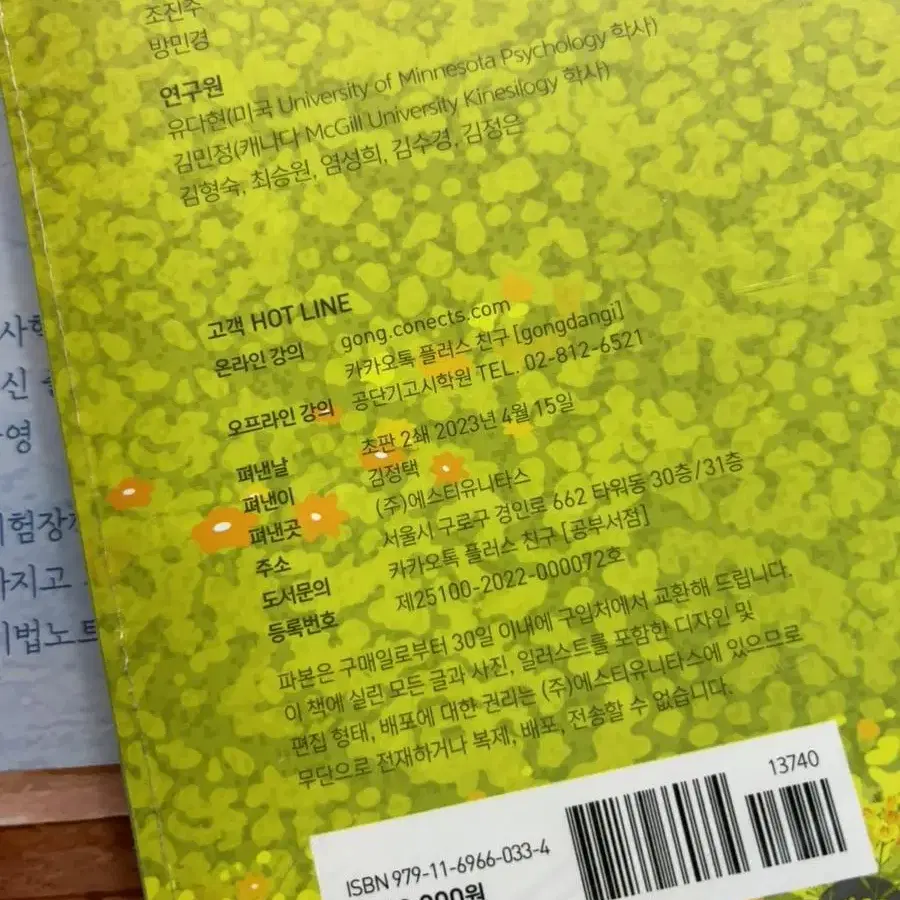 조진주
방민경
연구원
유다현(미국 University of Minnesota Psychology 학사)
김민정(캐나다 McGill University Kinesilogy 학사)
김형숙, 최승원, 염성희, 김수경, 김정은
고객 HOT LINE
온라인 강의 gong.conects.com
카카오톡 플러스 친구 [gongdangi]
오프라인 강의 공단기고시학원 TEL. 02-812-6521
펴낸날 초판 2쇄 2023년 4월 15일
펴낸이 김정택
펴낸곳 (주)에스티유니타스
주소 서울시 구로구 경인로 662 타워동 30층/31층
도서문의 카카오톡 플러스 친구 [공부서점]
등록번호 제25100-2022-000072호
파본은 구매일로부터 30일 이내에 구입처에서 교환해 드립니다.
이 책에 실린 모든 글과 사진, 일러스트를 포함한 디자인 및
편집 형태, 배포에 대한 권리는 (주)에스티유니타스에 있으므로
무단으로 전재하거나 복제, 배포, 전송할 수 없습니다.
13740
ISBN 979-11-6966-033-4
000원
신
영
가지고